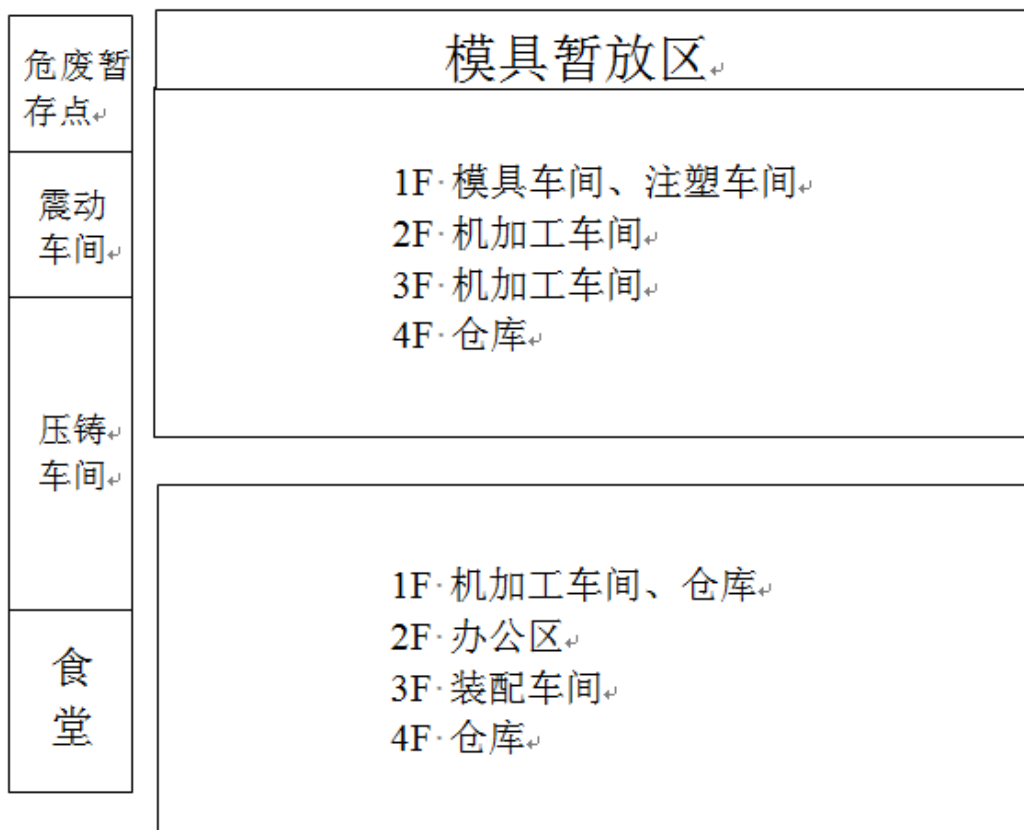 危废暂
存点
震动
车间
压铸
车间
食
堂
模具暂放区
1F 模具车间、注塑车间
2F 机加工车间
3F 机加工车间
4F 仓库
1F 机加工车间、仓库
2F 办公区
3F 装配车间
4F 仓库